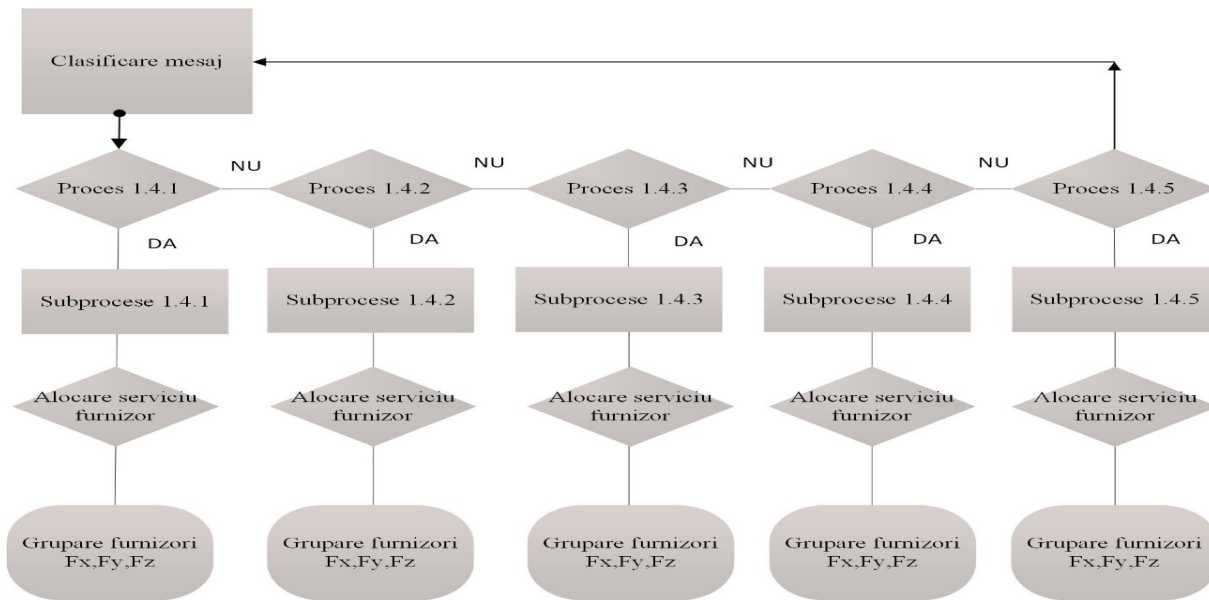 Clasificare mesaj
NU
NU
NU
NU
Proces 1.4.1
Proces 1.4.2
Proces 1.4.3
Proces 1.4.4
Proces 1.4.5
DA
DA
DA
DA
DA
Subprocese 1.4.1
Subprocese 1.4.2
Subprocese 1.4.3
Subprocese 1.4.4
Subprocese 1.4.5
Alocare serviciu
furnizor
Alocare serviciu
furnizor
Alocare serviciu
furnizor
Alocare serviciu
furnizor
Alocare serviciu
furnizor
Grupare furnizori
Fx,Fy,Fz
Grupare furnizori
Fx,Fy,Fz
Grupare furnizori
Fx,Fy,Fz
Grupare furnizori
Fx,Fy,Fz
Grupare furnizori
Fx,Fy,Fz